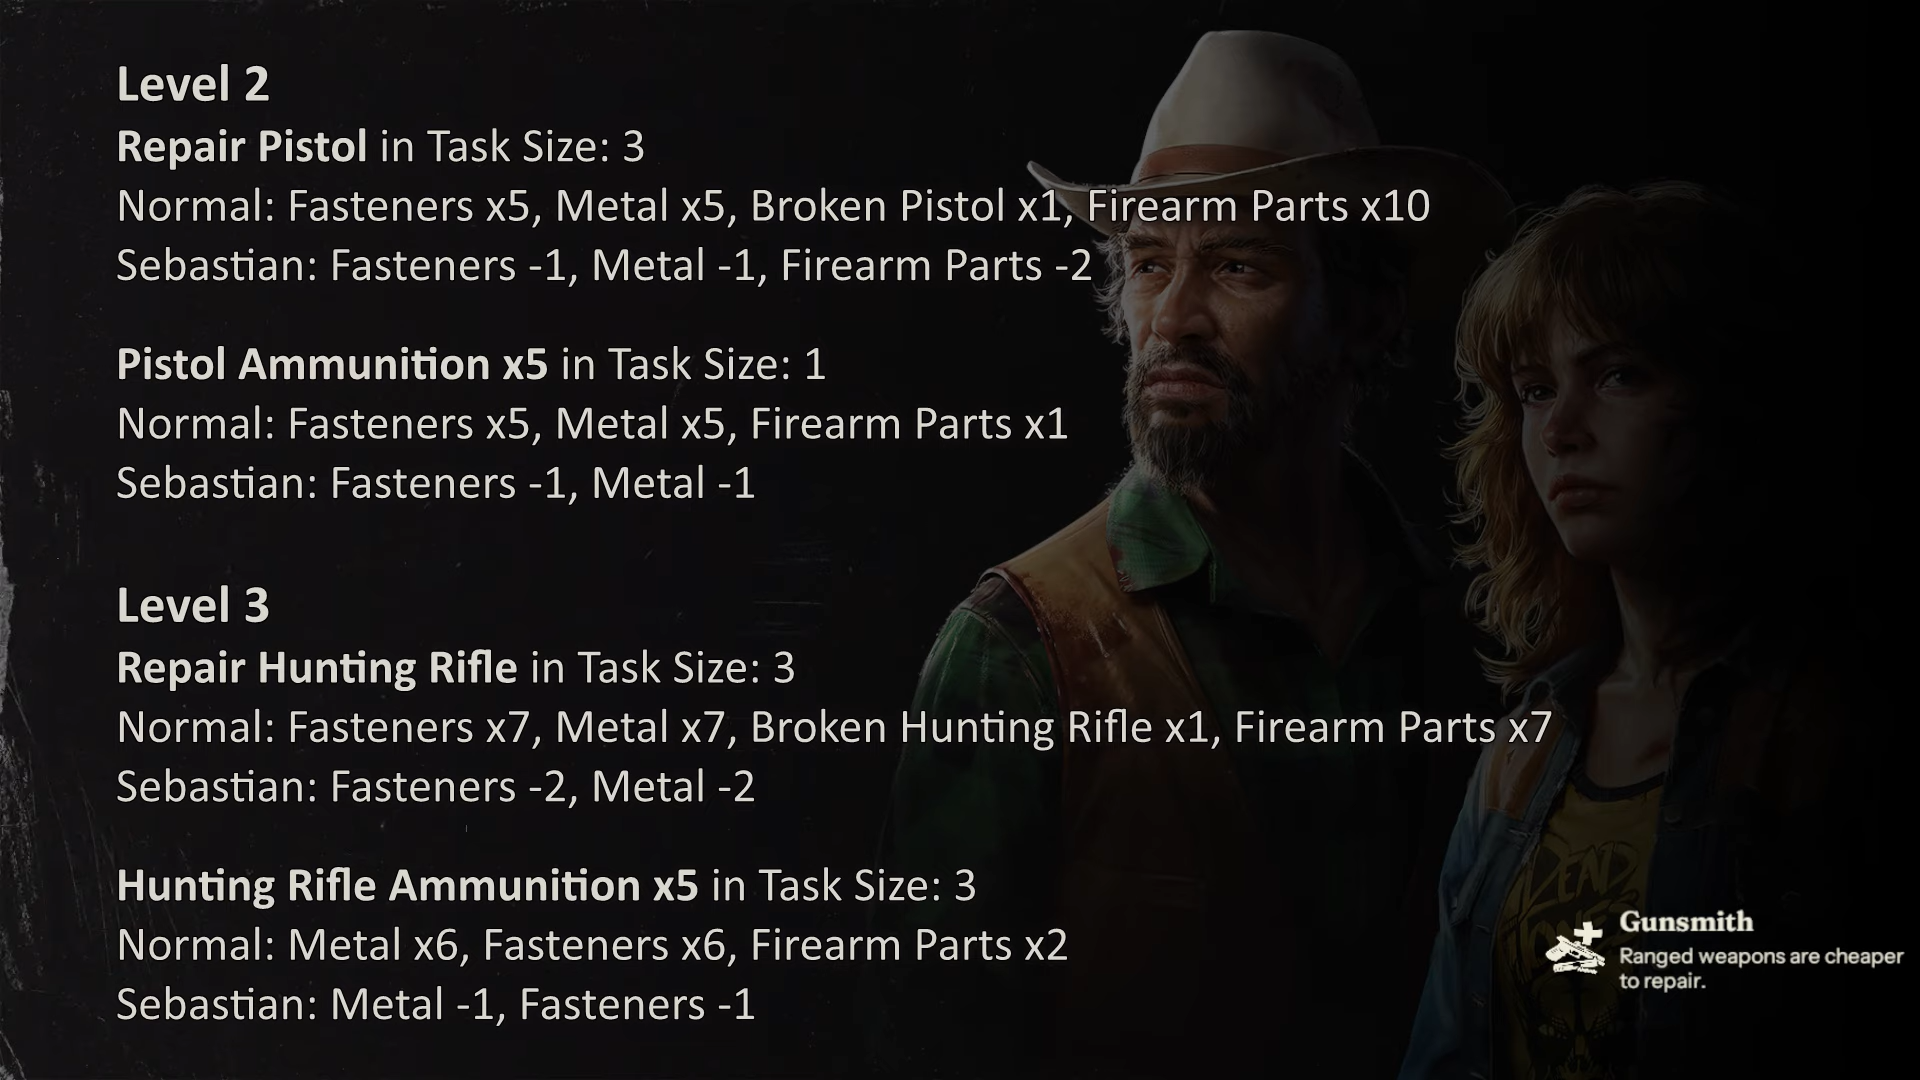 Level 2
Repair Pistol in Task Size: 3
Normal: Fasteners x5, Metal x5, Broken Pistol x1, Firearm Parts x10
Sebastian: Fasteners -1, Metal -1, Firearm Parts -2
Pistol Ammunition x5 in Task Size: 1
Normal: Fasteners x5, Metal x5, Firearm Parts x1
Sebastian: Fasteners -1, Metal -1
Level 3
Repair Hunting Rifle in Task Size: 3
Normal: Fasteners x7, Metal x7, Broken Hunting Rifle x1, Firearm Parts x7
Sebastian: Fasteners -2, Metal -2
Hunting Rifle Ammunition x5 in Task Size: 3
Normal: Metal x6, Fasteners x6, Firearm Parts x2
Sebastian: Metal -1, Fasteners -1
DEAD
Gunsmith
Ranged weapons are cheaper
to repair.